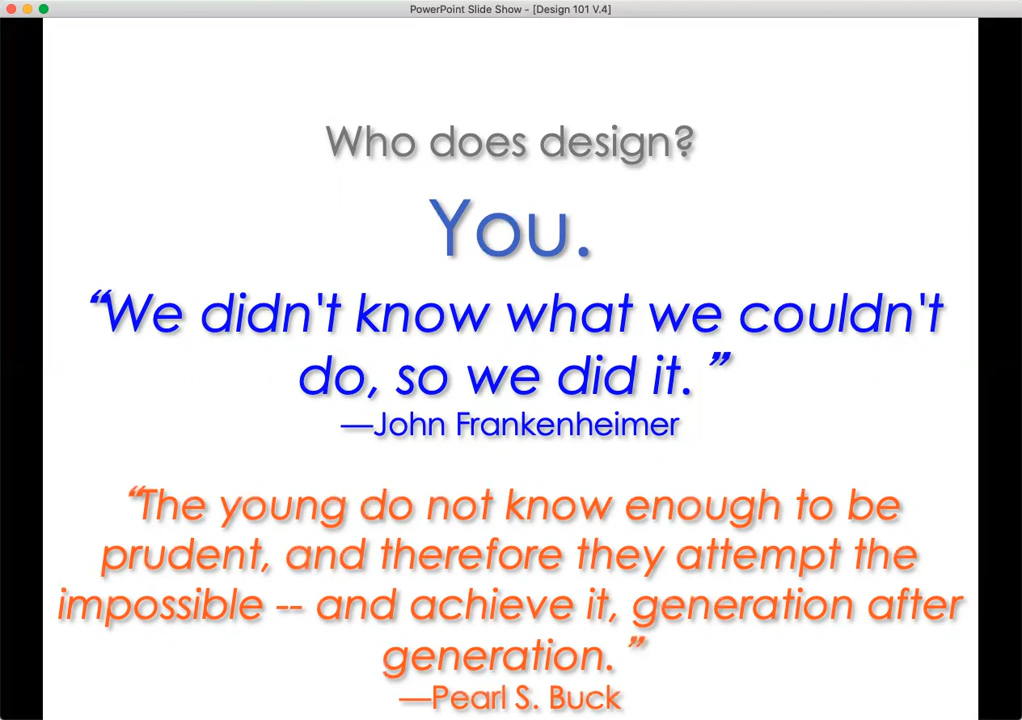 PowerPoint Slide Show - [Design 101 V.4]
Who does design?
You.
“We didn't know what we couldn't
do, so we did it.”
—John Frankenheimer
“The young do not know enough to be
prudent, and therefore they attempt the
impossible -- and achieve it, generation after
generation.”
—Pearl S. Buck